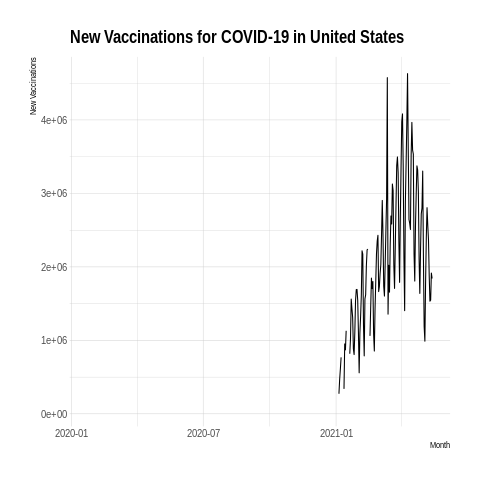 New Vaccinations for COVID-19 in United States
New Vaccinations
4e+06
3e+06
2e+06
1e+06
0e+00
2020-01
2020-07
2021-01
Month